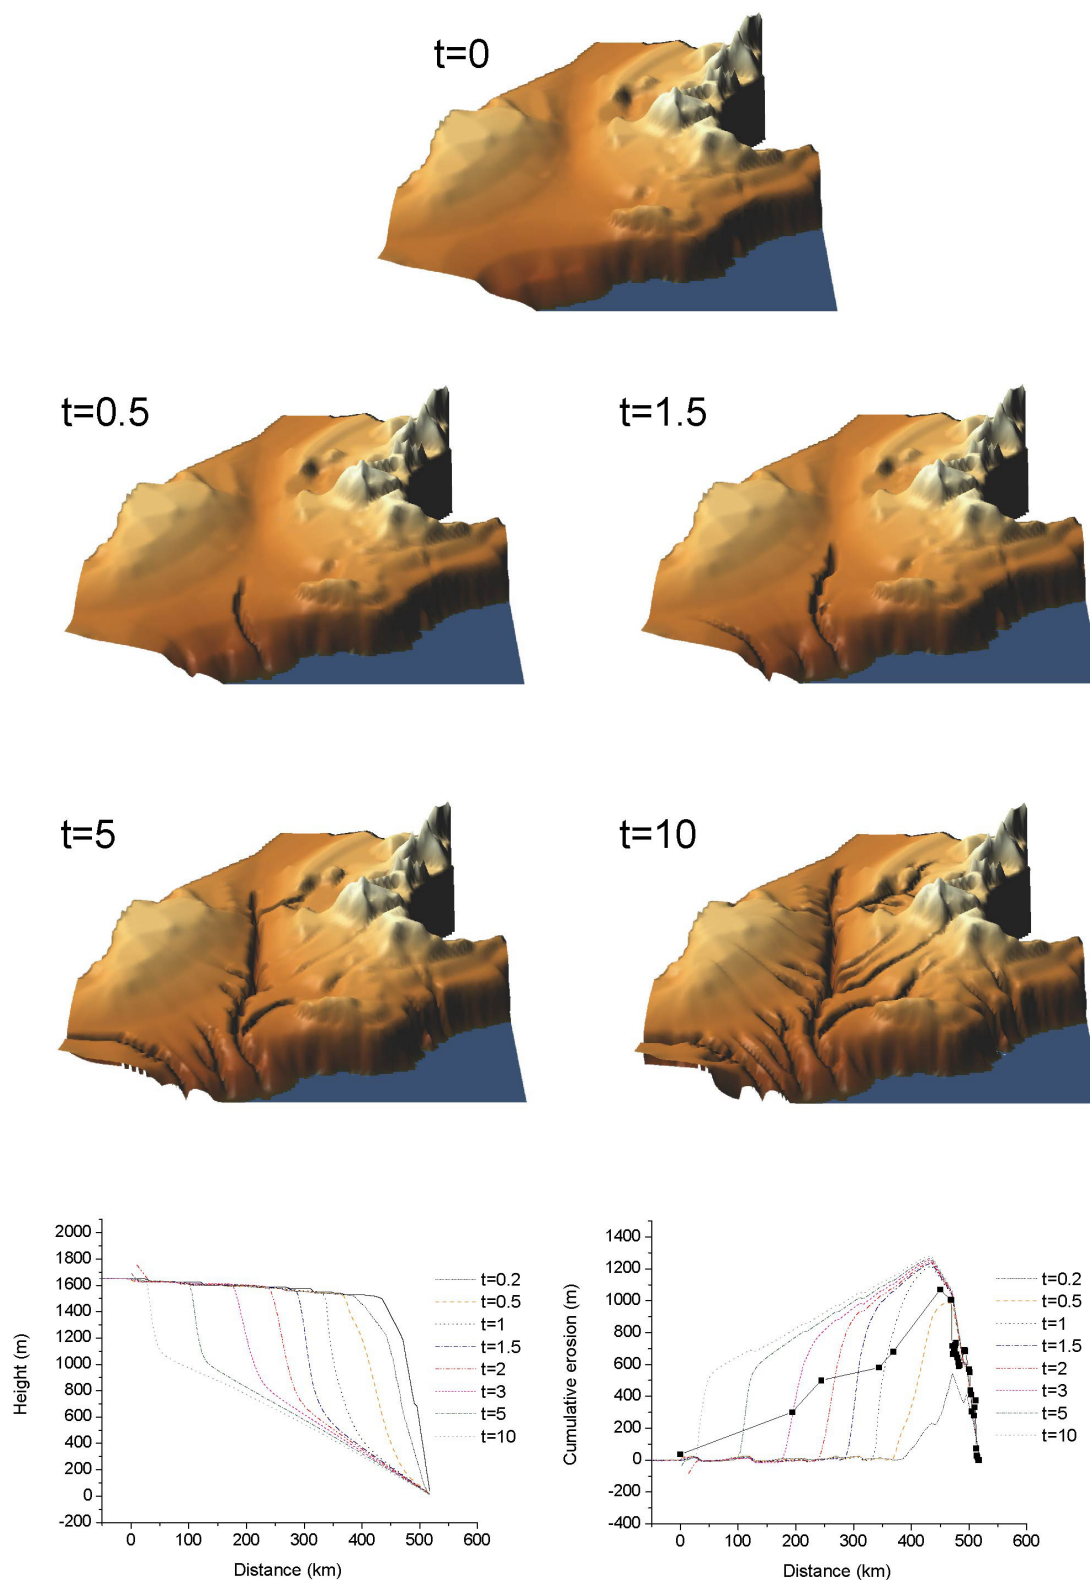 t=0
t=0.5
t=1.5
t=5
t=10
2000
1800
1600
1400
1200
1000
800
600
400
200
0
-200
Height (m)
0 100 200 300 400 500 600
Distance (km)
t=0.2
t=0.5
t=1
t=1.5
t=2
t=3
t=5
t=10
1400
1200
1000
800
600
400
200
0
-200
-400
Cumulative erosion (m)
0 100 200 300 400 500 600
Distance (km)
t=0.2
t=0.5
t=1
t=1.5
t=2
t=3
t=5
t=10